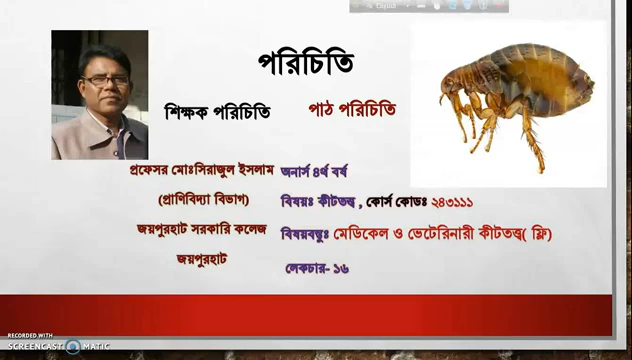 English
পরিচিতি
শিক্ষক পরিচিতি
পাঠ পরিচিতি
প্রফেসর মোঃসিরাজুল ইসলাম
(প্রাণিবিদ্যা বিভাগ)
জয়পুরহাট সরকারি কলেজ
জয়পুরহাট
অনার্স ৪র্থ বর্ষ
বিষয়ঃ কীটতত্ত্ব , কোর্স কোডঃ ২৪৩১১১
বিষয়বস্তুঃ মেডিকেল ও ভেটেরিনারী কীটতত্ত্ব( ফ্লি)
লেকচার- ১৬
RECORDED WITH
SCREENCAST MATIC